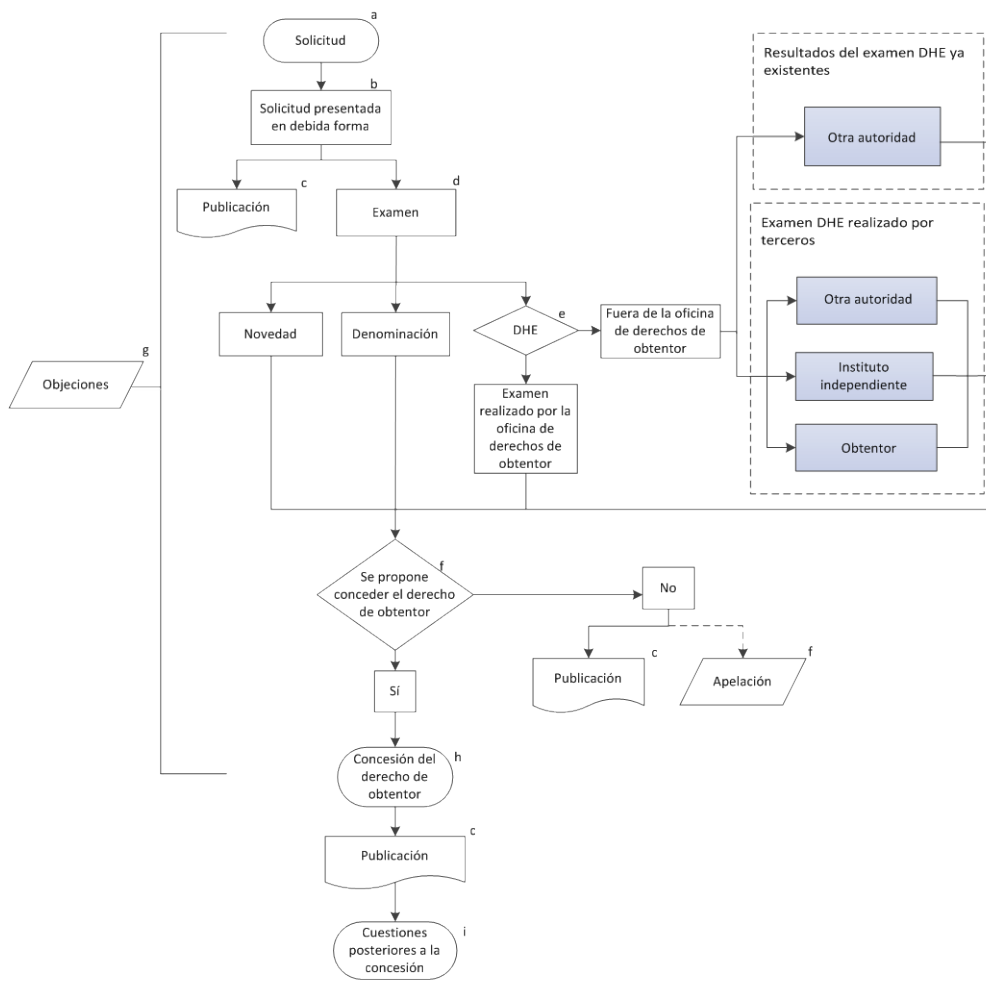 a
Solicitud
b
Solicitud presentada
en debida forma
c
Publicación
d
Examen
Novedad
Denominación
e
DHE
Fuera de la oficina
de derechos de
obtentor
Examen
realizado por la
oficina de
derechos de
obtentor
Resultados del examen DHE ya
existentes
Otra autoridad
Examen DHE realizado por
terceros
Otra autoridad
Instituto
independiente
Obtentor
g
Objeciones
f
Se propone
conceder el derecho
de obtentor
No
c
Publicación
f
Apelación
Sí
h
Concesión del
derecho de
obtentor
c
Publicación
i
Cuestiones
posteriores a la
concesión